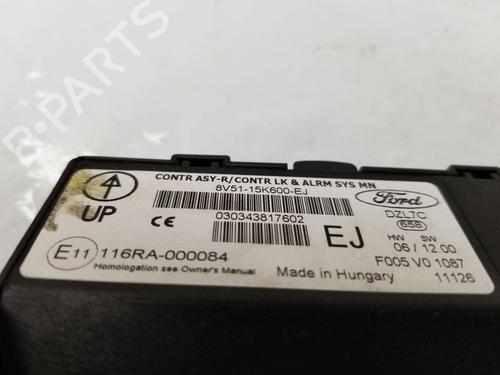 CONTR ASY-R/CONTR LK & ALRM SYS MN
8V51-15K600-EJ
UP
CE
030343817602
EJ
E11 116RA-000084
Homologation see Owner's Manual
Made in Hungary
Ford
DZL7C
658
HW SW
06 / 12.00
F005 V0 1087
11126
B-PARTS